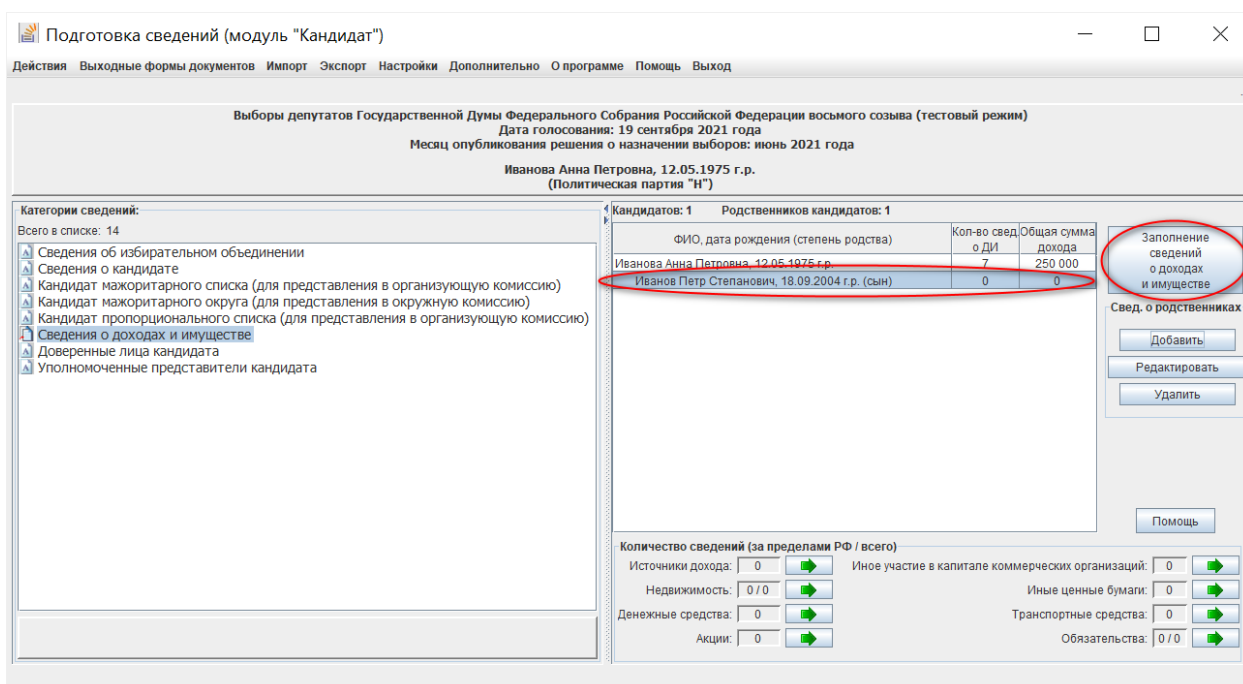 Подготовка сведений (модуль "Кандидат")
Действия Выходные формы документов Импорт Экспорт Настройки Дополнительно О программе Помощь Выход
Выборы депутатов Государственной Думы Федерального Собрания Российской Федерации восьмого созыва (тестовый режим)
Дата голосования: 19 сентября 2021 года
Месяц опубликования решения о назначении выборов: июнь 2021 года
Иванова Анна Петровна, 12.05.1975 г.р.
(Политическая партия "Н")
Категории сведений:
Всего в списке: 14
Сведения об избирательном объединении
Сведения о кандидате
Кандидат мажоритарного списка (для представления в организующую комиссию)
Кандидат мажоритарного округа (для представления в окружную комиссию)
Кандидат пропорционального списка (для представления в организующую комиссию)
Сведения о доходах и имуществе
Доверенные лица кандидата
Уполномоченные представители кандидата
Кандидатов: 1 Родственников кандидатов: 1
ФИО, дата рождения (степень родства)
Кол-во свед.
о ДИ
Общая сумма
дохода
Иванова Анна Петровна, 12.05.1975 г.р. 7 250 000
Иванов Петр Степанович, 18.09.2004 г.р. (сын) 0 0
Заполнение
сведений
о доходах
и имуществе
Свед. о родственниках
Добавить
Редактировать
Удалить
Помощь
Количество сведений (за пределами РФ / всего)
Источники дохода: 0 Иное участие в капитале коммерческих организаций: 0
Недвижимость: 0 / 0 Иные ценные бумаги: 0
Денежные средства: 0 Транспортные средства: 0
Акции: 0 Обязательства: 0 / 0